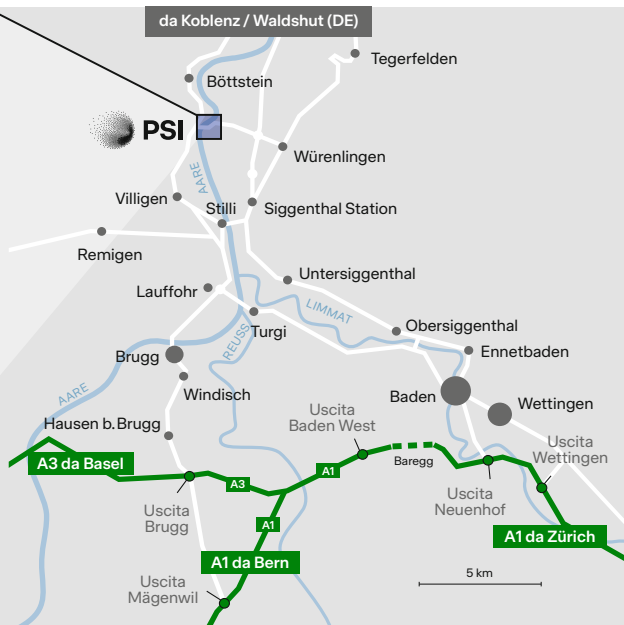 da Koblenz / Waldshut (DE)
Tegerfelden
Böttstein
PSI
Würenlingen
AARE
Villigen
Stilli
Siggenthal Station
Remigen
Untersiggenthal
Lauffohr
LIMMAT
Turgi
Obersiggenthal
REUSS
Ennetbaden
Brugg
AARE
Windisch
Baden
Wettingen
Uscita
Baden West
Hausen b. Brugg
Uscita
Wettingen
A3 da Basel
Baregg
A1
A3
Uscita
Brugg
Uscita
Neuenhof
A1
A1 da Zürich
A1 da Bern
5 km
Uscita
Mägenwil